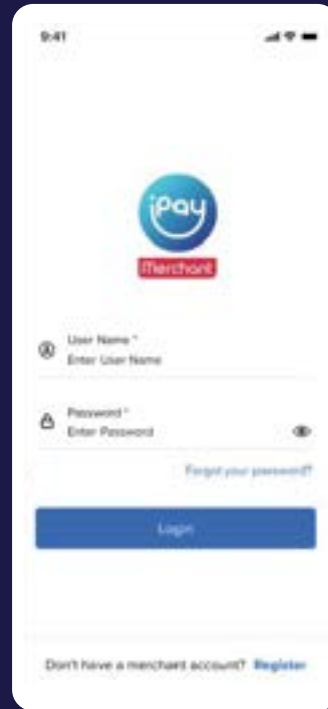 9:41
iPay
Merchant
User Name *
Enter User Name
Password *
Enter Password
Forgot your password?
Login
Don't have a merchant account? Register